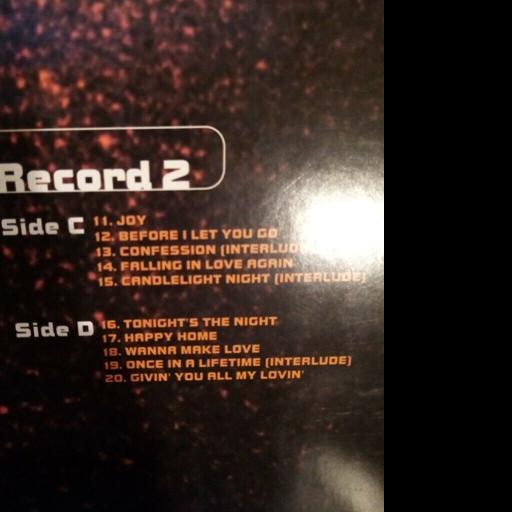 Record 2
Side C
11. JOY
12. BEFORE I LET YOU GO
13. CONFESSION (INTERLUDE)
14. FALLING IN LOVE AGAIN
15. CANDLELIGHT NIGHT (INTERLUDE)
Side D
16. TONIGHT'S THE NIGHT
17. HAPPY HOME
18. WANNA MAKE LOVE
19. ONCE IN A LIFETIME (INTERLUDE)
20. GIVIN' YOU ALL MY LOVIN'